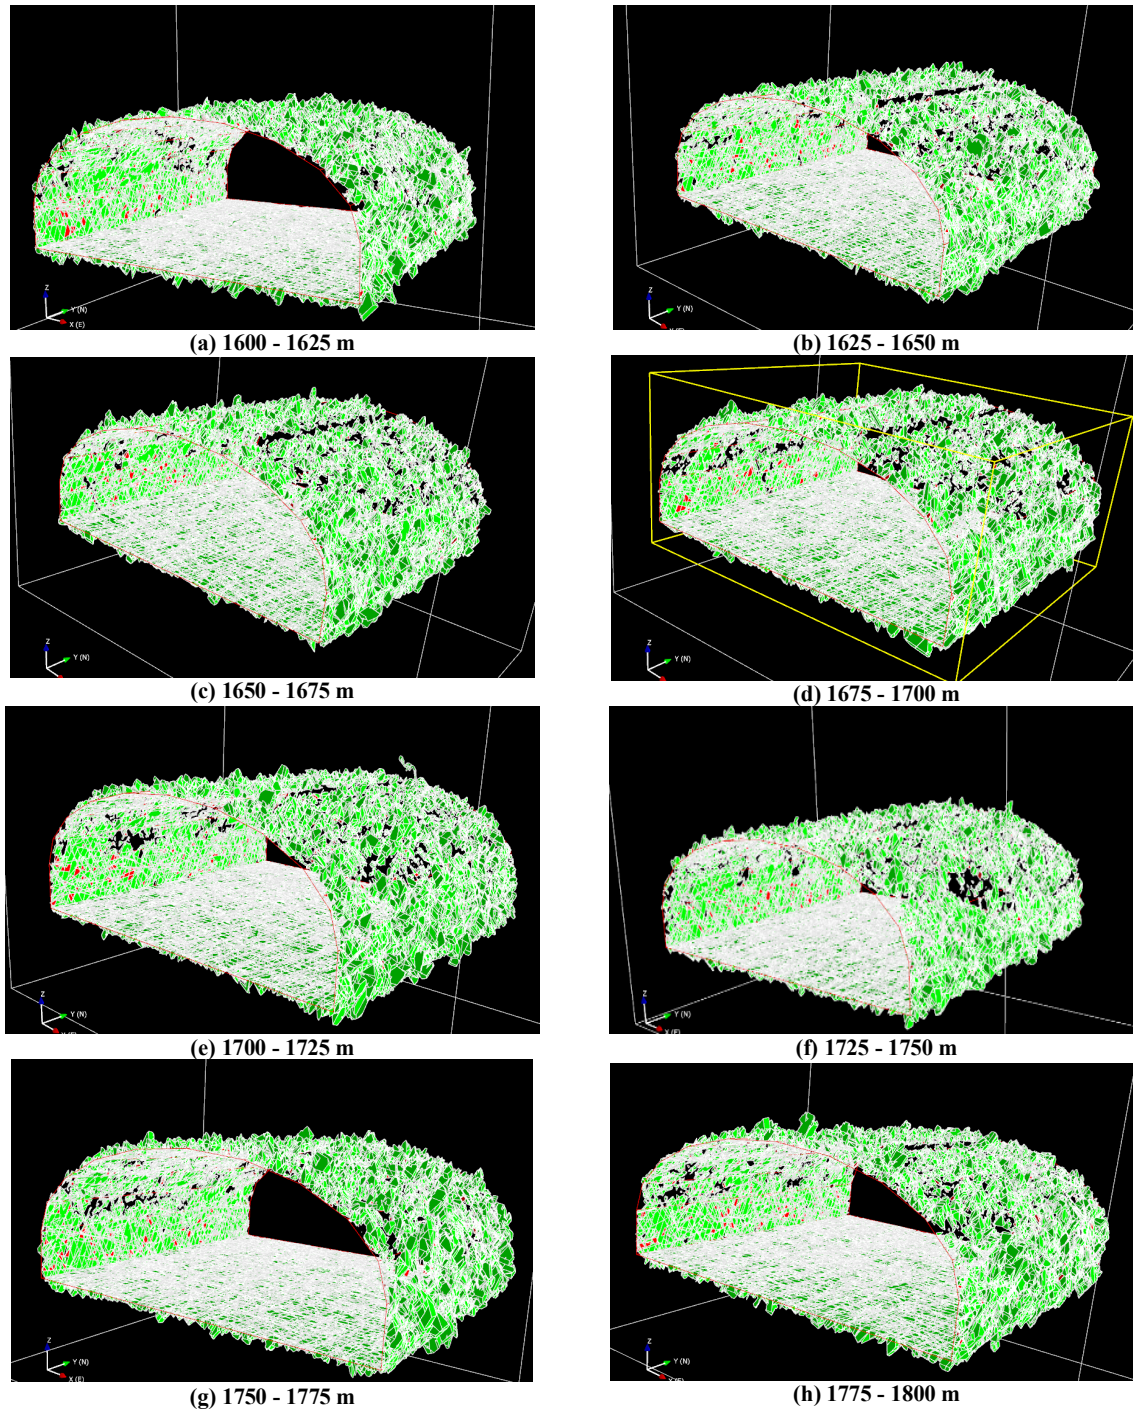 Z
Y (N)
X (E)
(a) 1600 - 1625 m
Z
Y (N)
X (E)
(b) 1625 - 1650 m
Z
Y (N)
(c) 1650 - 1675 m
Z
Y (N)
(d) 1675 - 1700 m
Z
Y (N)
X (E)
(e) 1700 - 1725 m
Z
Y (N)
X (E)
(f) 1725 - 1750 m
Z
Y (N)
X (E)
(g) 1750 - 1775 m
Z
Y (N)
X (E)
(h) 1775 - 1800 m